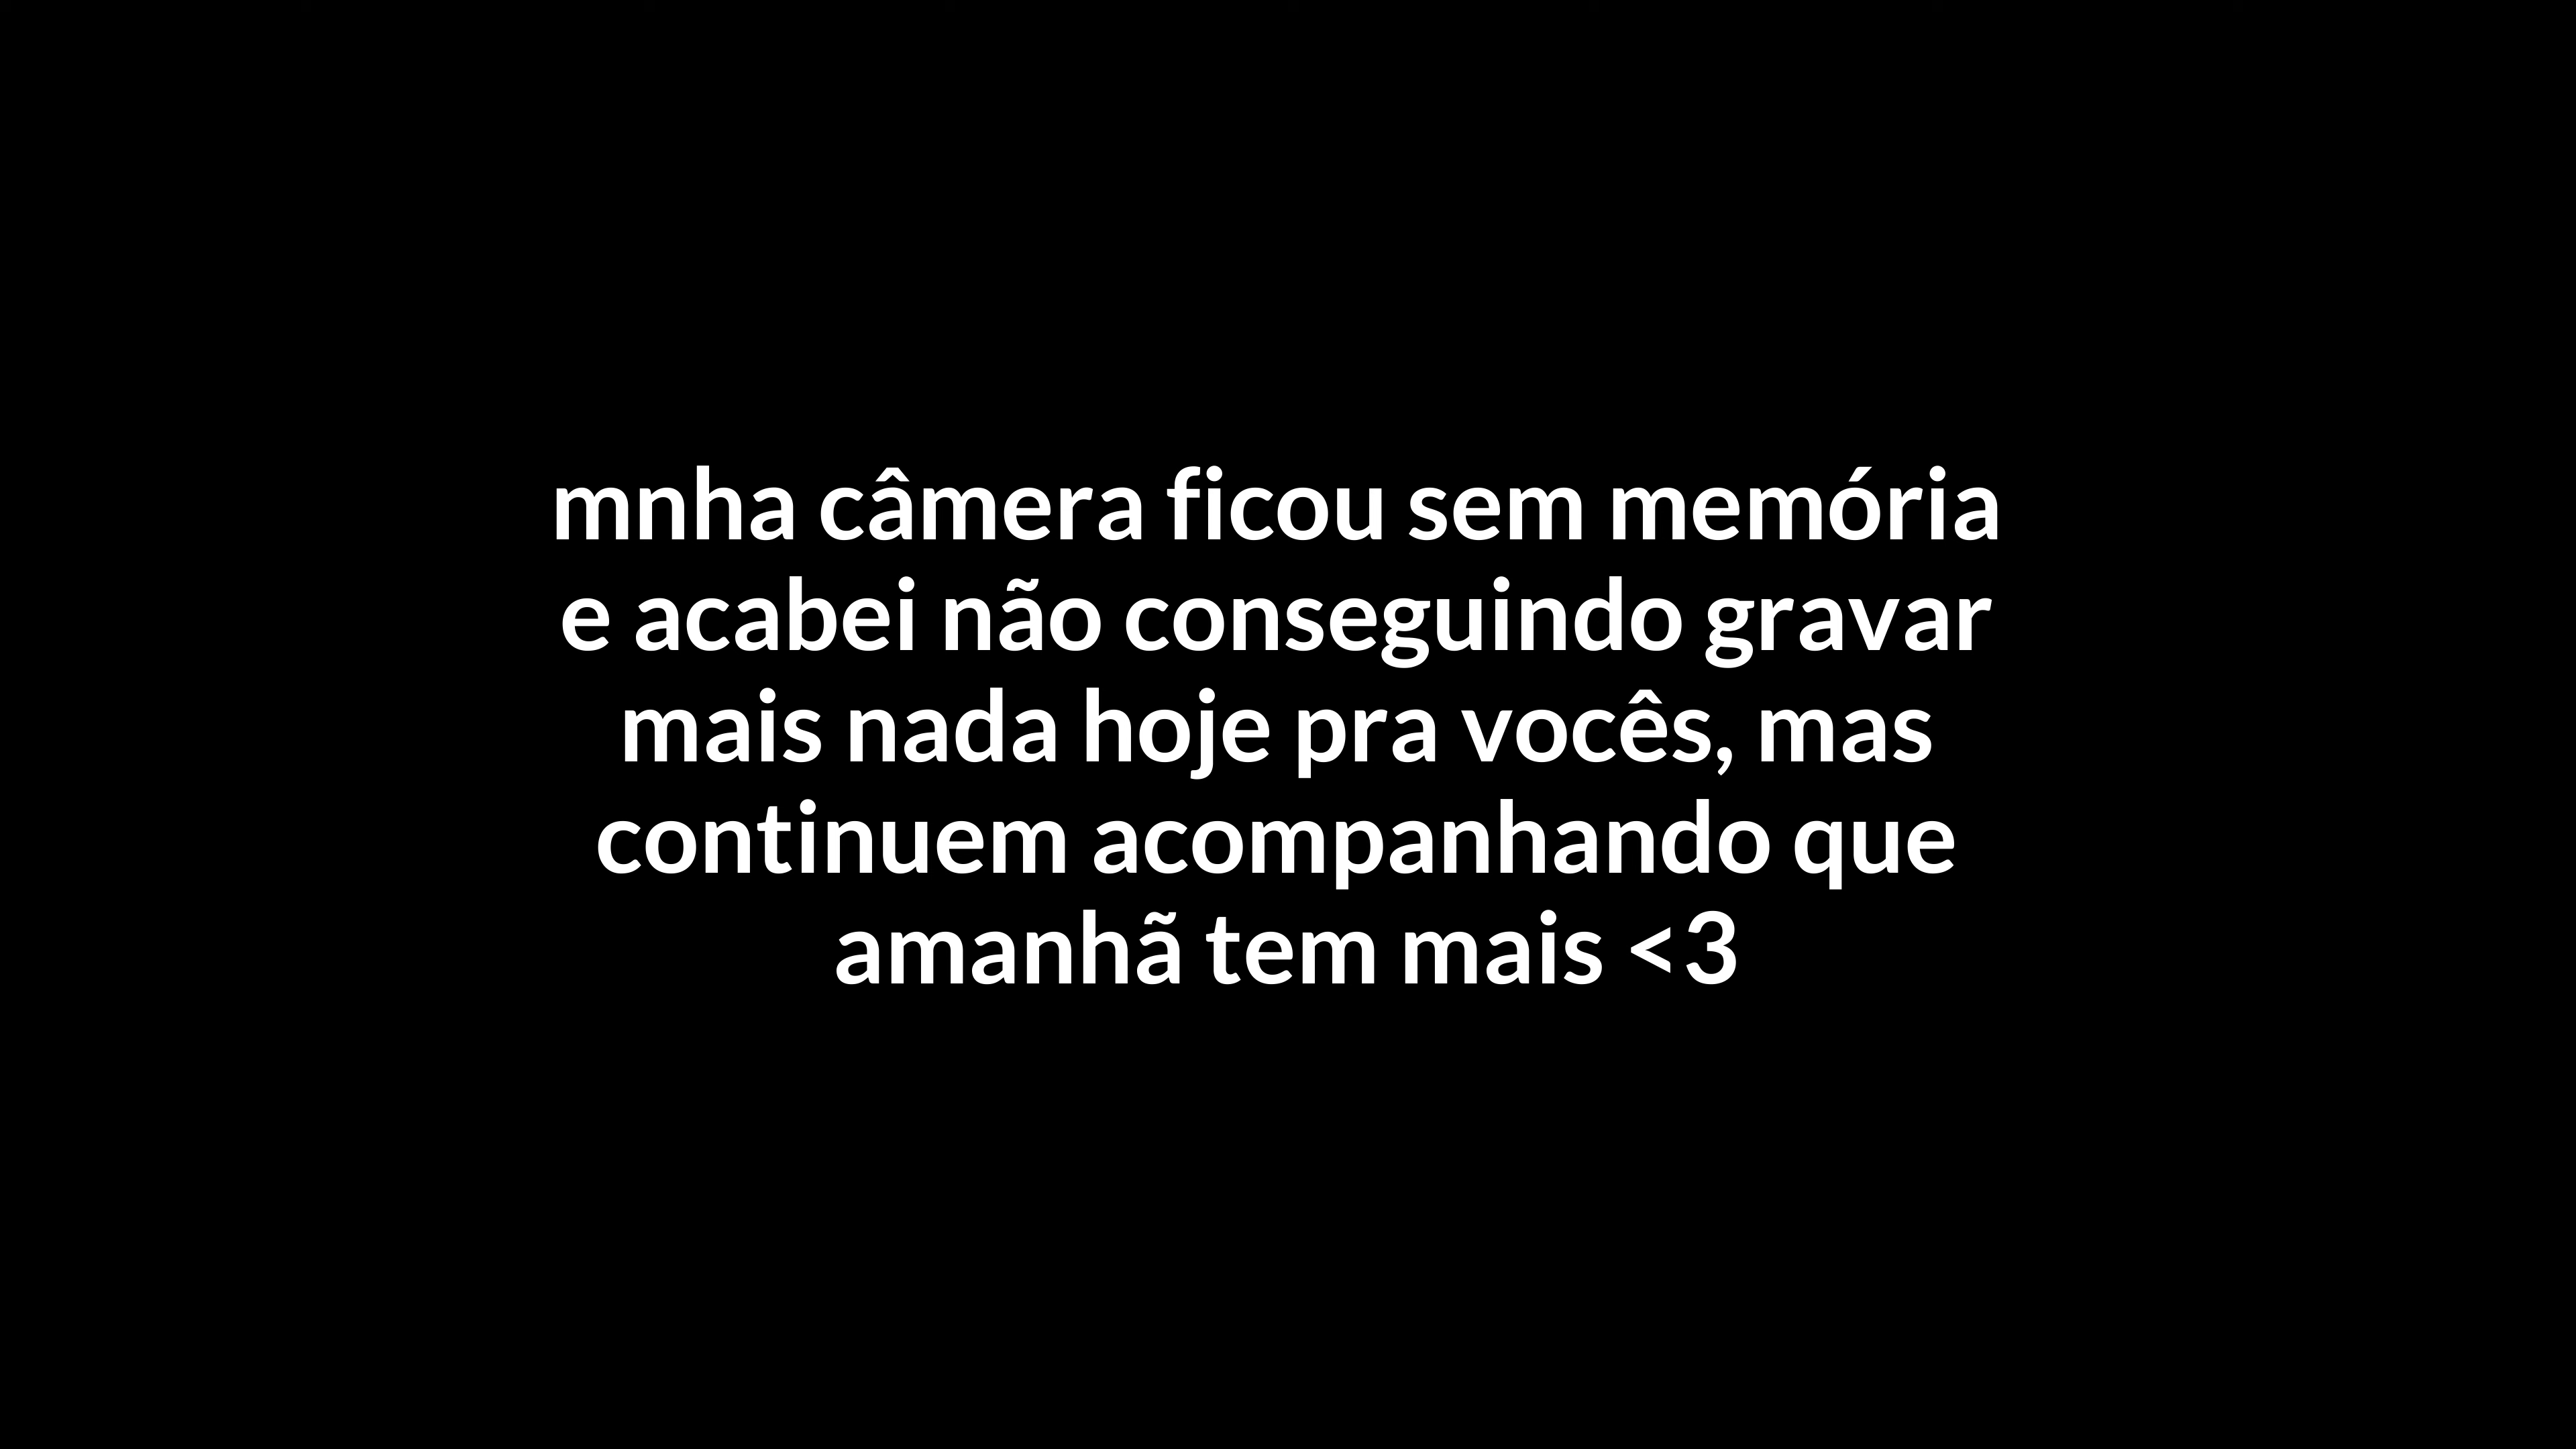 mnha câmera ficou sem memória
e acabei não conseguindo gravar
mais nada hoje pra vocês, mas
continuem acompanhando que
amanhã tem mais <3